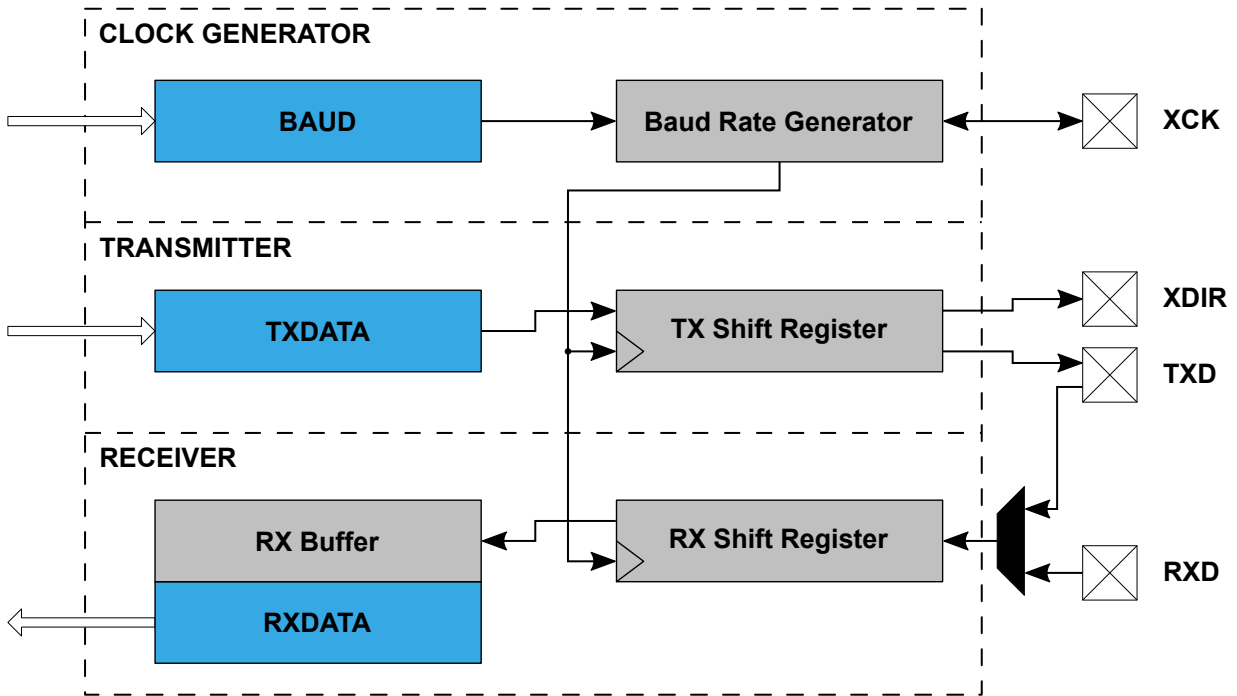 CLOCK GENERATOR
BAUD
Baud Rate Generator
XCK
TRANSMITTER
TXDATA
TX Shift Register
XDIR
TXD
RECEIVER
RX Buffer
RX Shift Register
RXD
RXDATA